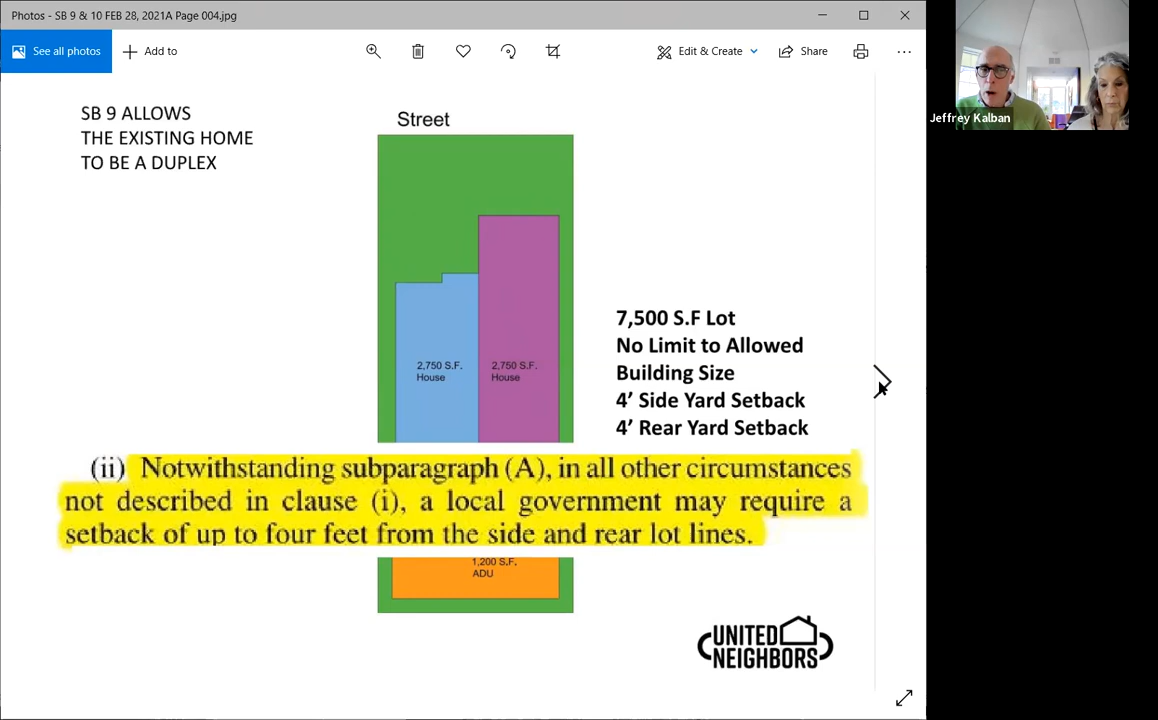 Photos - SB 9 & 10 FEB 28, 2021A Page 004.jpg
See all photos
Add to
Edit & Create
Share
Jeffrey Kalban
SB 9 ALLOWS
THE EXISTING HOME
TO BE A DUPLEX
Street
2,750 S.F.
House
2,750 S.F.
House
7,500 S.F Lot
No Limit to Allowed
Building Size
4’ Side Yard Setback
4’ Rear Yard Setback
(ii) Notwithstanding subparagraph (A), in all other circumstances
not described in clause (i), a local government may require a
setback of up to four feet from the side and rear lot lines.
1,200 S.F.
ADU
UNITED
NEIGHBORS